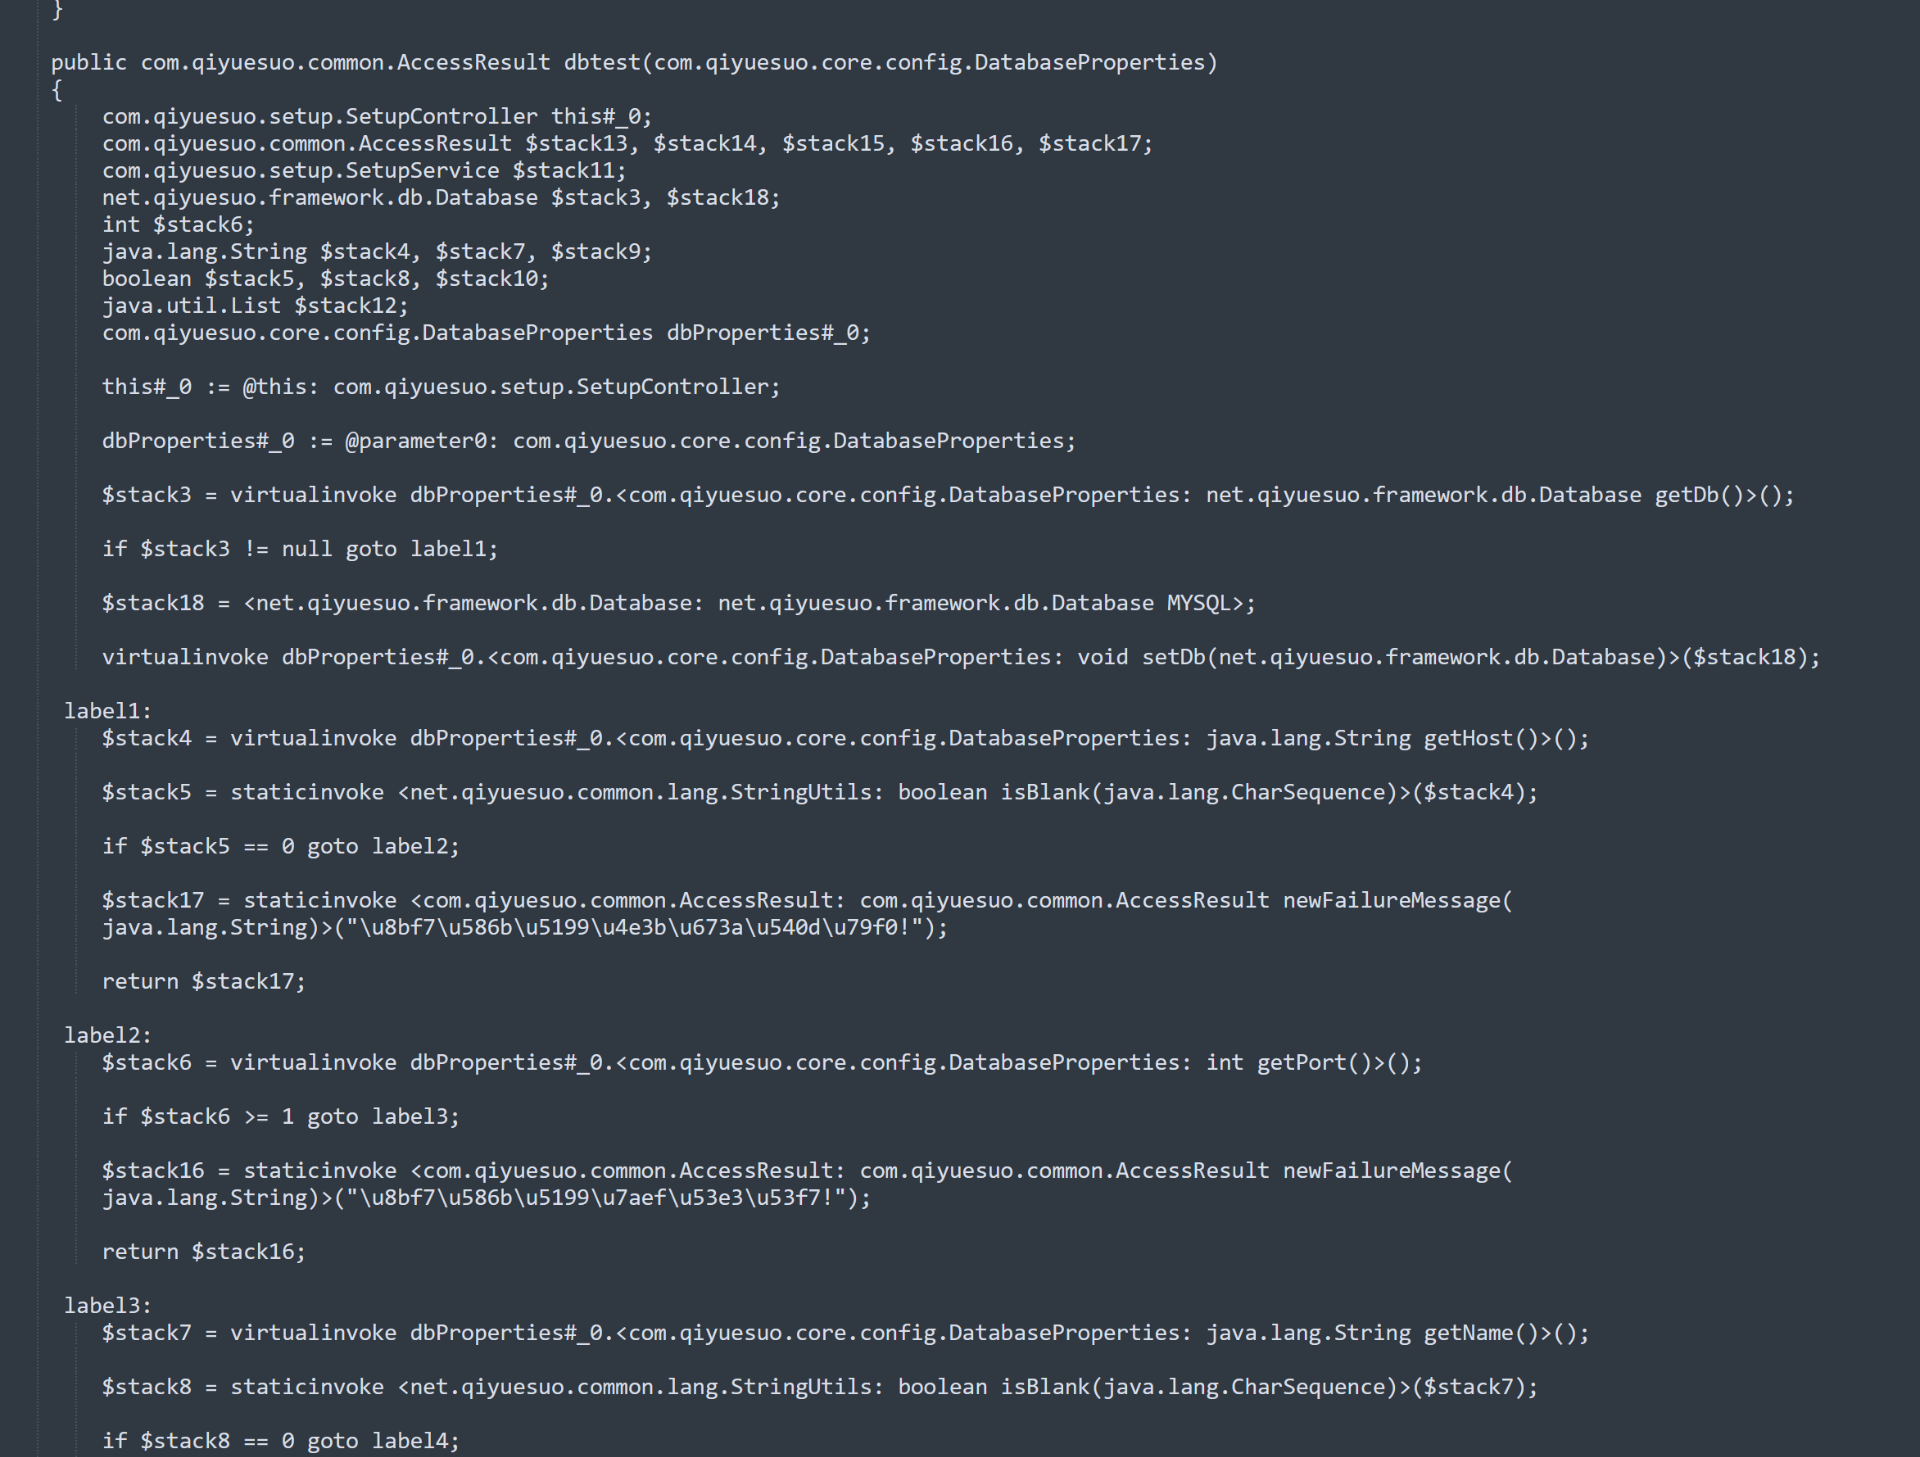 }
public com.qiyuesuo.common.AccessResult dbtest(com.qiyuesuo.core.config.DatabaseProperties)
{
com.qiyuesuo.setup.SetupController this#_0;
com.qiyuesuo.common.AccessResult $stack13, $stack14, $stack15, $stack16, $stack17;
com.qiyuesuo.setup.SetupService $stack11;
net.qiyuesuo.framework.db.Database $stack3, $stack18;
int $stack6;
java.lang.String $stack4, $stack7, $stack9;
boolean $stack5, $stack8, $stack10;
java.util.List $stack12;
com.qiyuesuo.core.config.DatabaseProperties dbProperties#_0;
this#_0 := @this: com.qiyuesuo.setup.SetupController;
dbProperties#_0 := @parameter0: com.qiyuesuo.core.config.DatabaseProperties;
$stack3 = virtualinvoke dbProperties#_0.<com.qiyuesuo.core.config.DatabaseProperties: net.qiyuesuo.framework.db.Database getDb()>();
if $stack3 != null goto label1;
$stack18 = <net.qiyuesuo.framework.db.Database: net.qiyuesuo.framework.db.Database MYSQL>;
virtualinvoke dbProperties#_0.<com.qiyuesuo.core.config.DatabaseProperties: void setDb(net.qiyuesuo.framework.db.Database)>($stack18);
label1:
$stack4 = virtualinvoke dbProperties#_0.<com.qiyuesuo.core.config.DatabaseProperties: java.lang.String getHost()>();
$stack5 = staticinvoke <net.qiyuesuo.common.lang.StringUtils: boolean isBlank(java.lang.CharSequence)>($stack4);
if $stack5 == 0 goto label2;
$stack17 = staticinvoke <com.qiyuesuo.common.AccessResult: com.qiyuesuo.common.AccessResult newFailureMessage(
java.lang.String)>("\u8bf7\u586b\u5199\u4e3b\u673a\u540d\u79f0!");
return $stack17;
label2:
$stack6 = virtualinvoke dbProperties#_0.<com.qiyuesuo.core.config.DatabaseProperties: int getPort()>();
if $stack6 >= 1 goto label3;
$stack16 = staticinvoke <com.qiyuesuo.common.AccessResult: com.qiyuesuo.common.AccessResult newFailureMessage(
java.lang.String)>("\u8bf7\u586b\u5199\u7aef\u53e3\u53f7!");
return $stack16;
label3:
$stack7 = virtualinvoke dbProperties#_0.<com.qiyuesuo.core.config.DatabaseProperties: java.lang.String getName()>();
$stack8 = staticinvoke <net.qiyuesuo.common.lang.StringUtils: boolean isBlank(java.lang.CharSequence)>($stack7);
if $stack8 == 0 goto label4;